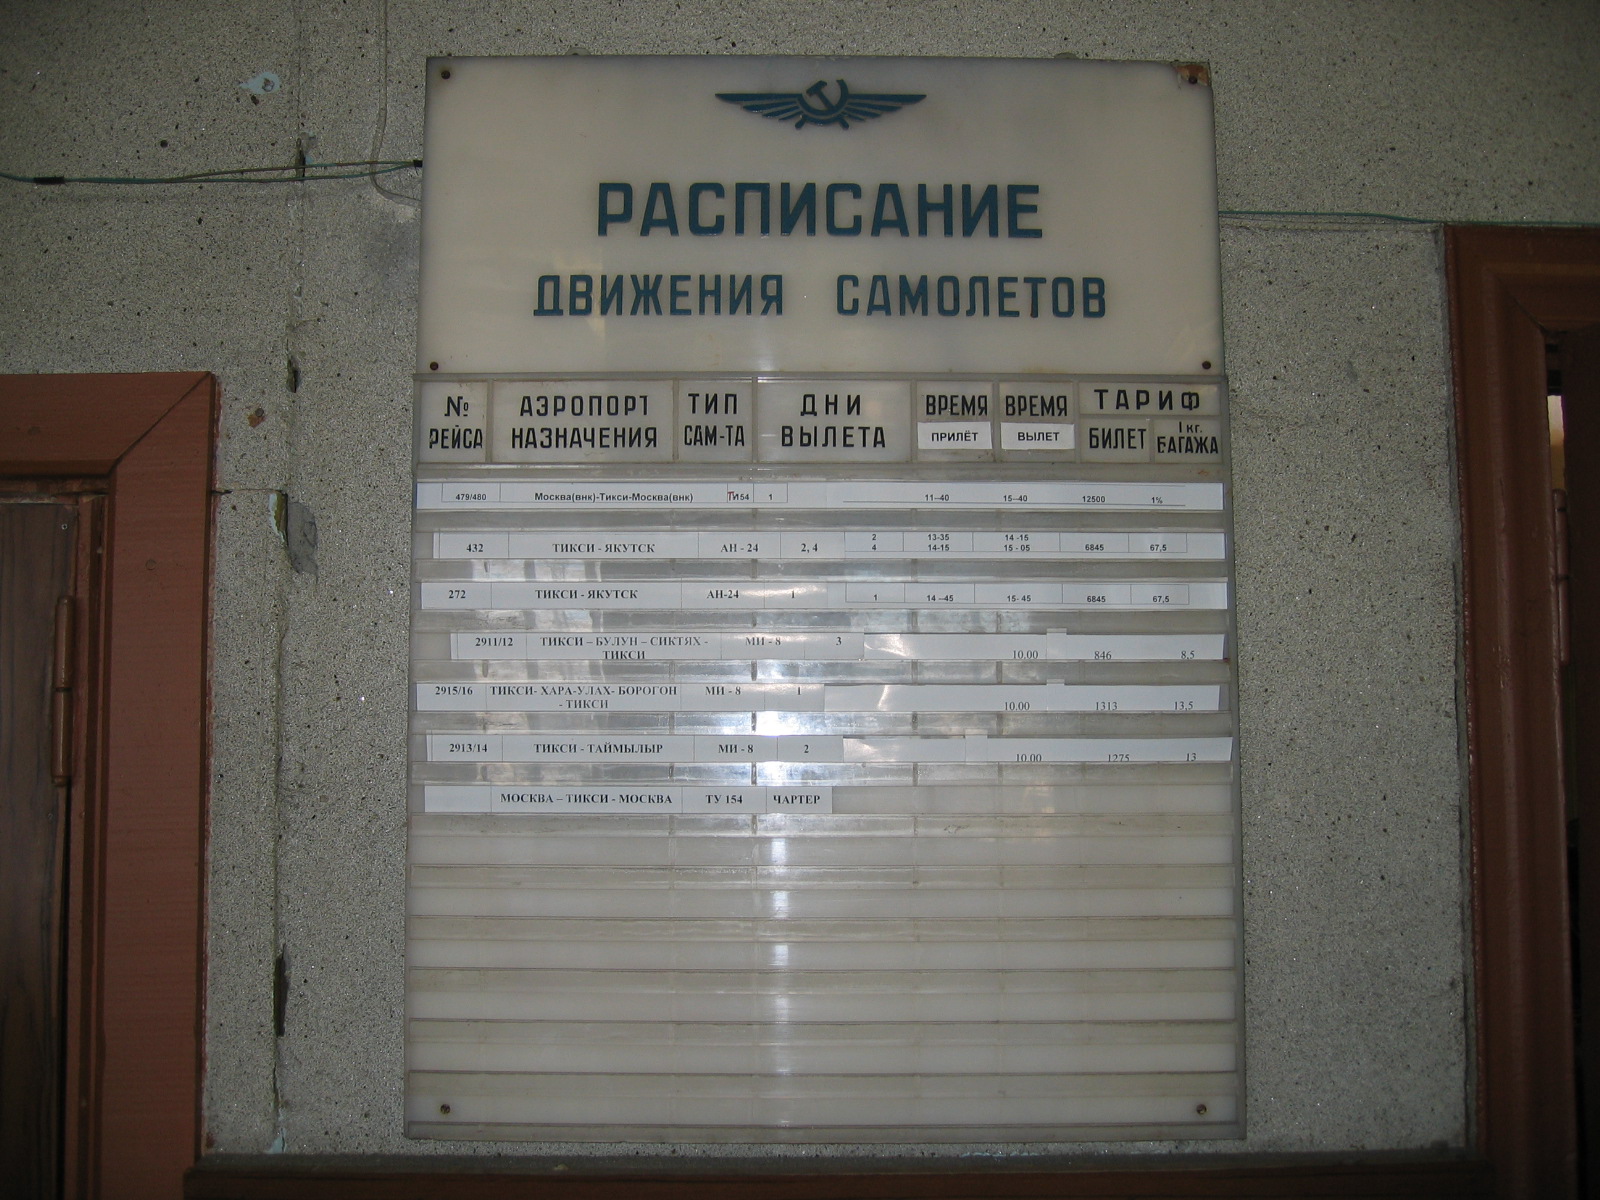 РАСПИСАНИЕ
ДВИЖЕНИЯ САМОЛЕТОВ
№ РЕЙСА АЭРОПОРТ НАЗНАЧЕНИЯ ТИП САМ-ТА ДНИ ВЫЛЕТА ВРЕМЯ ПРИЛЁТ ВРЕМЯ ВЫЛЕТ ТАРИФ БИЛЕТ 1 кг. БАГАЖА
479/480 Москва(внк)-Тикси-Москва(внк) Ту154 1 11–40 15–40 12500 1%
2 13-35 14 -15
432 ТИКСИ - ЯКУТСК АН - 24 2, 4 4 14-15 15 - 05 6845 67,5
272 ТИКСИ - ЯКУТСК АН-24 1 1 14 –45 15- 45 6845 67,5
2911/12 ТИКСИ – БУЛУН – СИКТЯХ - МИ - 8 3
ТИКСИ 10.00 846 8,5
2915/16 ТИКСИ- ХАРА-УЛАХ- БОРОГОН МИ - 8 1
- ТИКСИ 10.00 1313 13,5
2913/14 ТИКСИ - ТАЙМЫЛЫР МИ - 8 2 10.00 1275 13
МОСКВА – ТИКСИ - МОСКВА ТУ 154 ЧАРТЕР